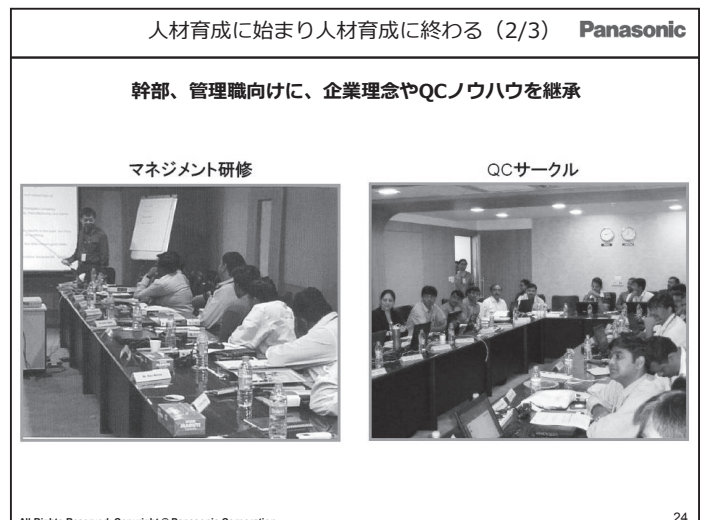 人材育成に始まり人材育成に終わる（2/3） Panasonic
幹部、管理職向けに、企業理念やQCノウハウを継承
マネジメント研修
QCサークル
All Rights Reserved. Copyright © Panasonic Corporation
24